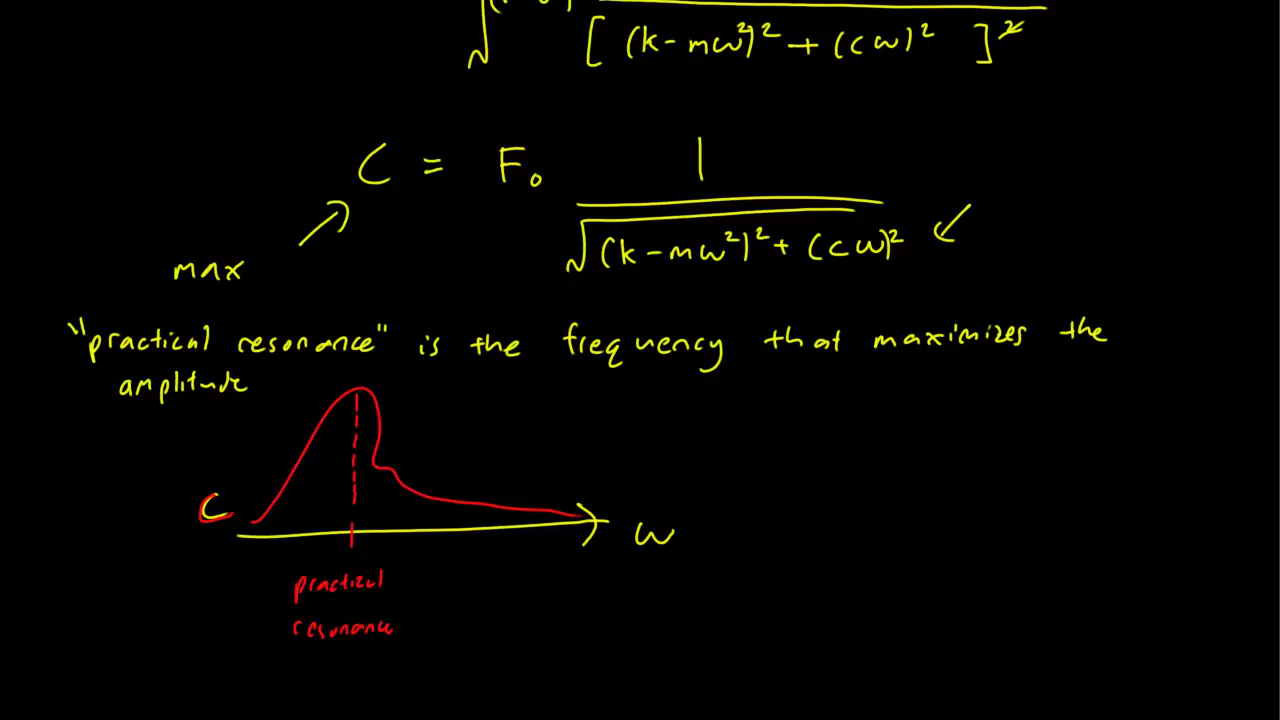 [ (k - mω²)² + (cω)² ]²
C = F₀ 1
√(k - mω²)² + (cω)²
max
"practical resonance" is the frequency that maximizes the
amplitude
C
ω
practical
resonance